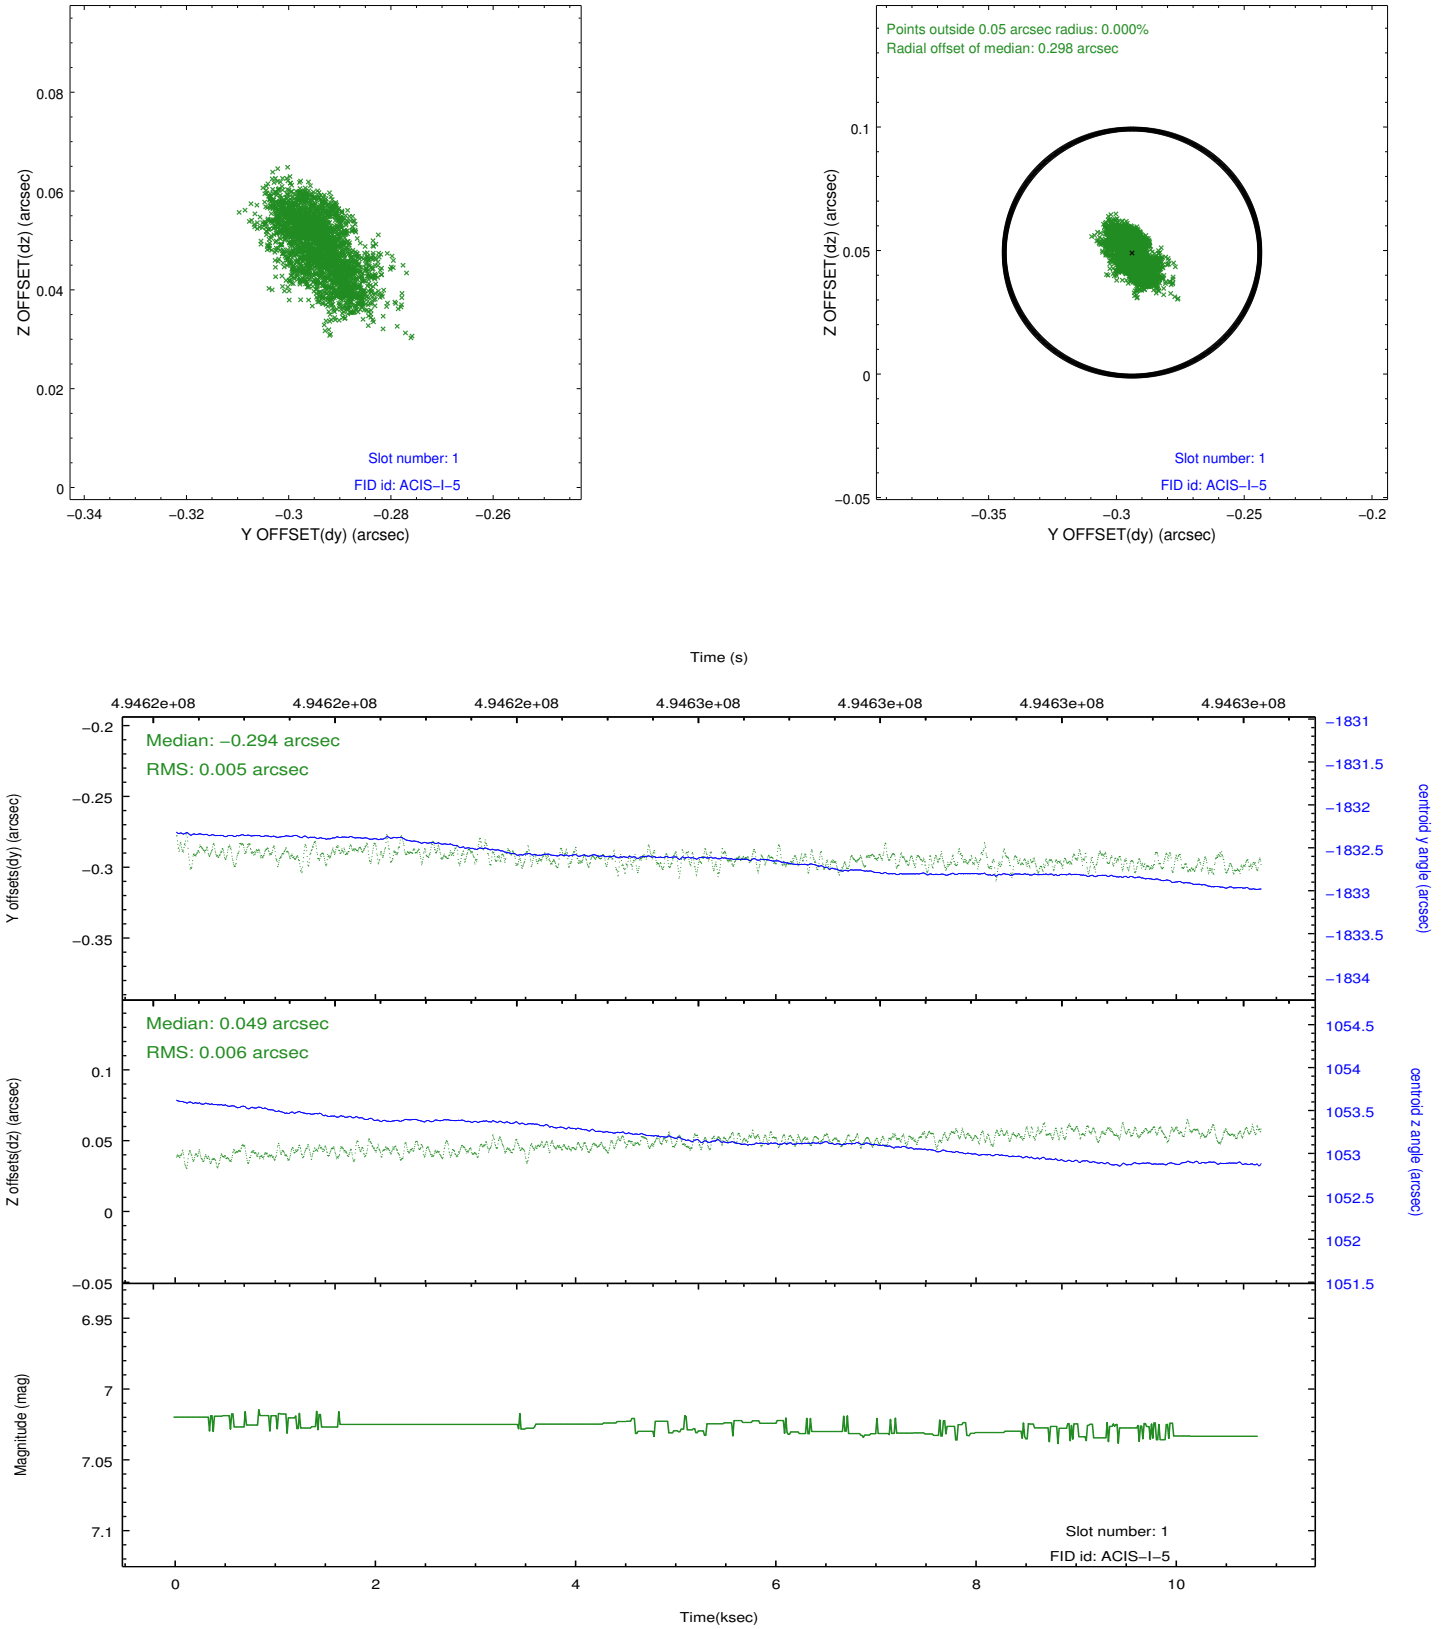 0.08
0.06
0.04
0.02
0
Z OFFSET(dz) (arcsec)
Slot number: 1
FID id: ACIS−I−5
−0.34 −0.32 −0.3 −0.28 −0.26
Y OFFSET(dy) (arcsec)
Points outside 0.05 arcsec radius: 0.000%
Radial offset of median: 0.298 arcsec
0.1
0.05
0
−0.05
Z OFFSET(dz) (arcsec)
Slot number: 1
FID id: ACIS−I−5
−0.35 −0.3 −0.25 −0.2
Y OFFSET(dy) (arcsec)
Time (s)
4.9462e+08 4.9462e+08 4.9462e+08 4.9463e+08 4.9463e+08 4.9463e+08 4.9463e+08
Median: −0.294 arcsec
RMS: 0.005 arcsec
−0.2
−0.25
−0.3
−0.35
Y offsets(dy) (arcsec)
−1831
−1831.5
−1832
−1832.5
−1833
−1833.5
−1834
centroid y angle (arcsec)
Median: 0.049 arcsec
RMS: 0.006 arcsec
0.1
0.05
0
−0.05
Z offsets(dz) (arcsec)
1054.5
1054
1053.5
1053
1052.5
1052
1051.5
centroid z angle (arcsec)
6.95
7
7.05
7.1
Magnitude (mag)
Slot number: 1
FID id: ACIS−I−5
0 2 4 6 8 10
Time(ksec)